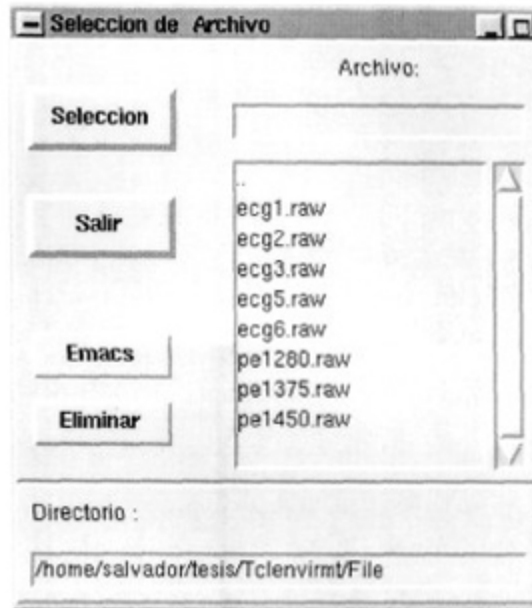 Seleccion de Archivo
Archivo:
Seleccion
Salir
Emacs
Eliminar
..
ecg1.raw
ecg2.raw
ecg3.raw
ecg5.raw
ecg6.raw
pe1280.raw
pe1375.raw
pe1450.raw
Directorio :
/home/salvador/tesis/Tclenvirmt/File